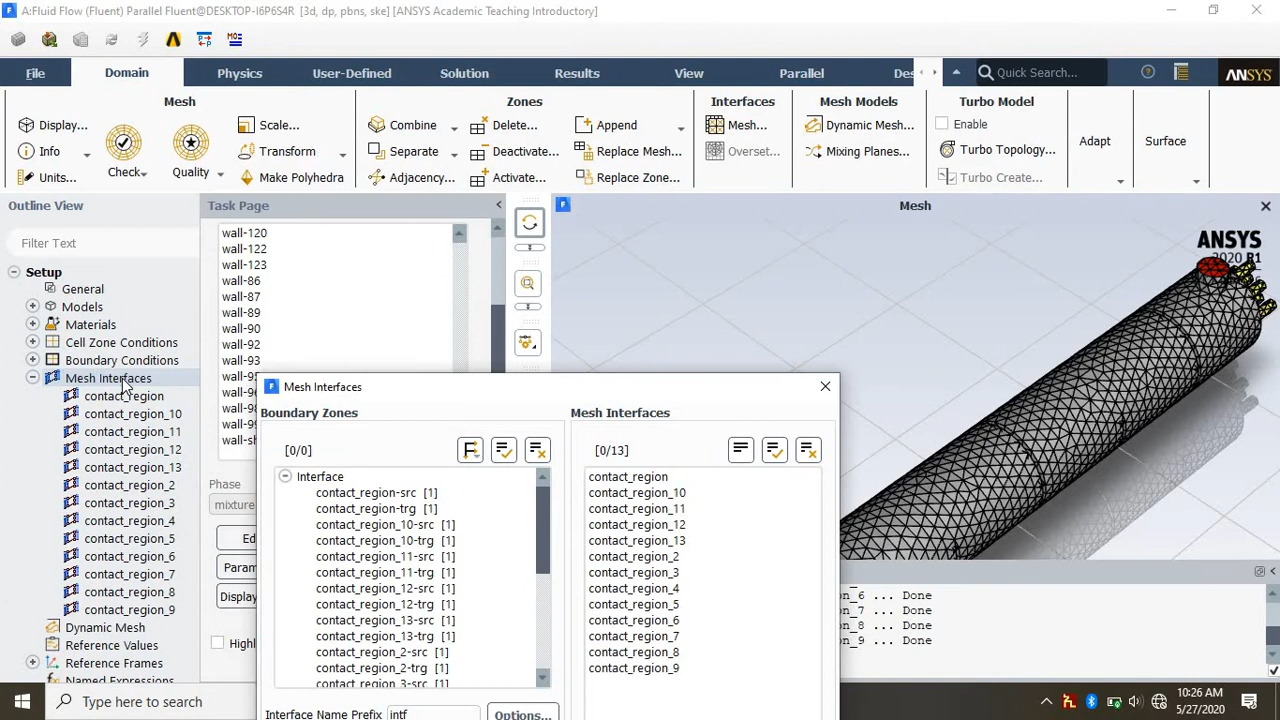 A:Fluid Flow (Fluent) Parallel Fluent@DESKTOP-I6P6S4R [3d, dp, pbns, ske] [ANSYS Academic Teaching Introductory]
File
Domain
Physics
User-Defined
Solution
Results
View
Parallel
Quick Search...
ANSYS
Mesh
Display...
Info
Units...
Check
Quality
Scale...
Transform
Make Polyhedra
Zones
Combine
Separate
Adjacency...
Delete...
Deactivate...
Activate...
Append
Replace Mesh...
Replace Zone...
Interfaces
Mesh...
Overset...
Mesh Models
Dynamic Mesh...
Mixing Planes...
Turbo Model
Enable
Turbo Topology...
Turbo Create...
Adapt
Surface
Outline View
Filter Text
Setup
General
Models
Materials
Cell Zone Conditions
Boundary Conditions
Mesh Interfaces
contact_region
contact_region_10
contact_region_11
contact_region_12
contact_region_13
contact_region_2
contact_region_3
contact_region_4
contact_region_5
contact_region_6
contact_region_7
contact_region_8
contact_region_9
Dynamic Mesh
Reference Values
Reference Frames
Named Expressions
Task Page
wall-120
wall-122
wall-123
wall-86
wall-87
wall-89
wall-90
wall-92
wall-93
Phase
mixture
Mesh
ANSYS
2020 R1
Mesh Interfaces
Boundary Zones
[0/0]
Interface
contact_region-src [1]
contact_region-trg [1]
contact_region_10-src [1]
contact_region_10-trg [1]
contact_region_11-src [1]
contact_region_11-trg [1]
contact_region_12-src [1]
contact_region_12-trg [1]
contact_region_13-src [1]
contact_region_13-trg [1]
contact_region_2-src [1]
contact_region_2-trg [1]
contact_region_3-src [1]
Interface Name Prefix intf
Options...
Mesh Interfaces
[0/13]
contact_region
contact_region_10
contact_region_11
contact_region_12
contact_region_13
contact_region_2
contact_region_3
contact_region_4
contact_region_5
contact_region_6
contact_region_7
contact_region_8
contact_region_9
on_6 ... Done
on_7 ... Done
on_8 ... Done
on_9 ... Done
Type here to search
10:26 AM
5/27/2020